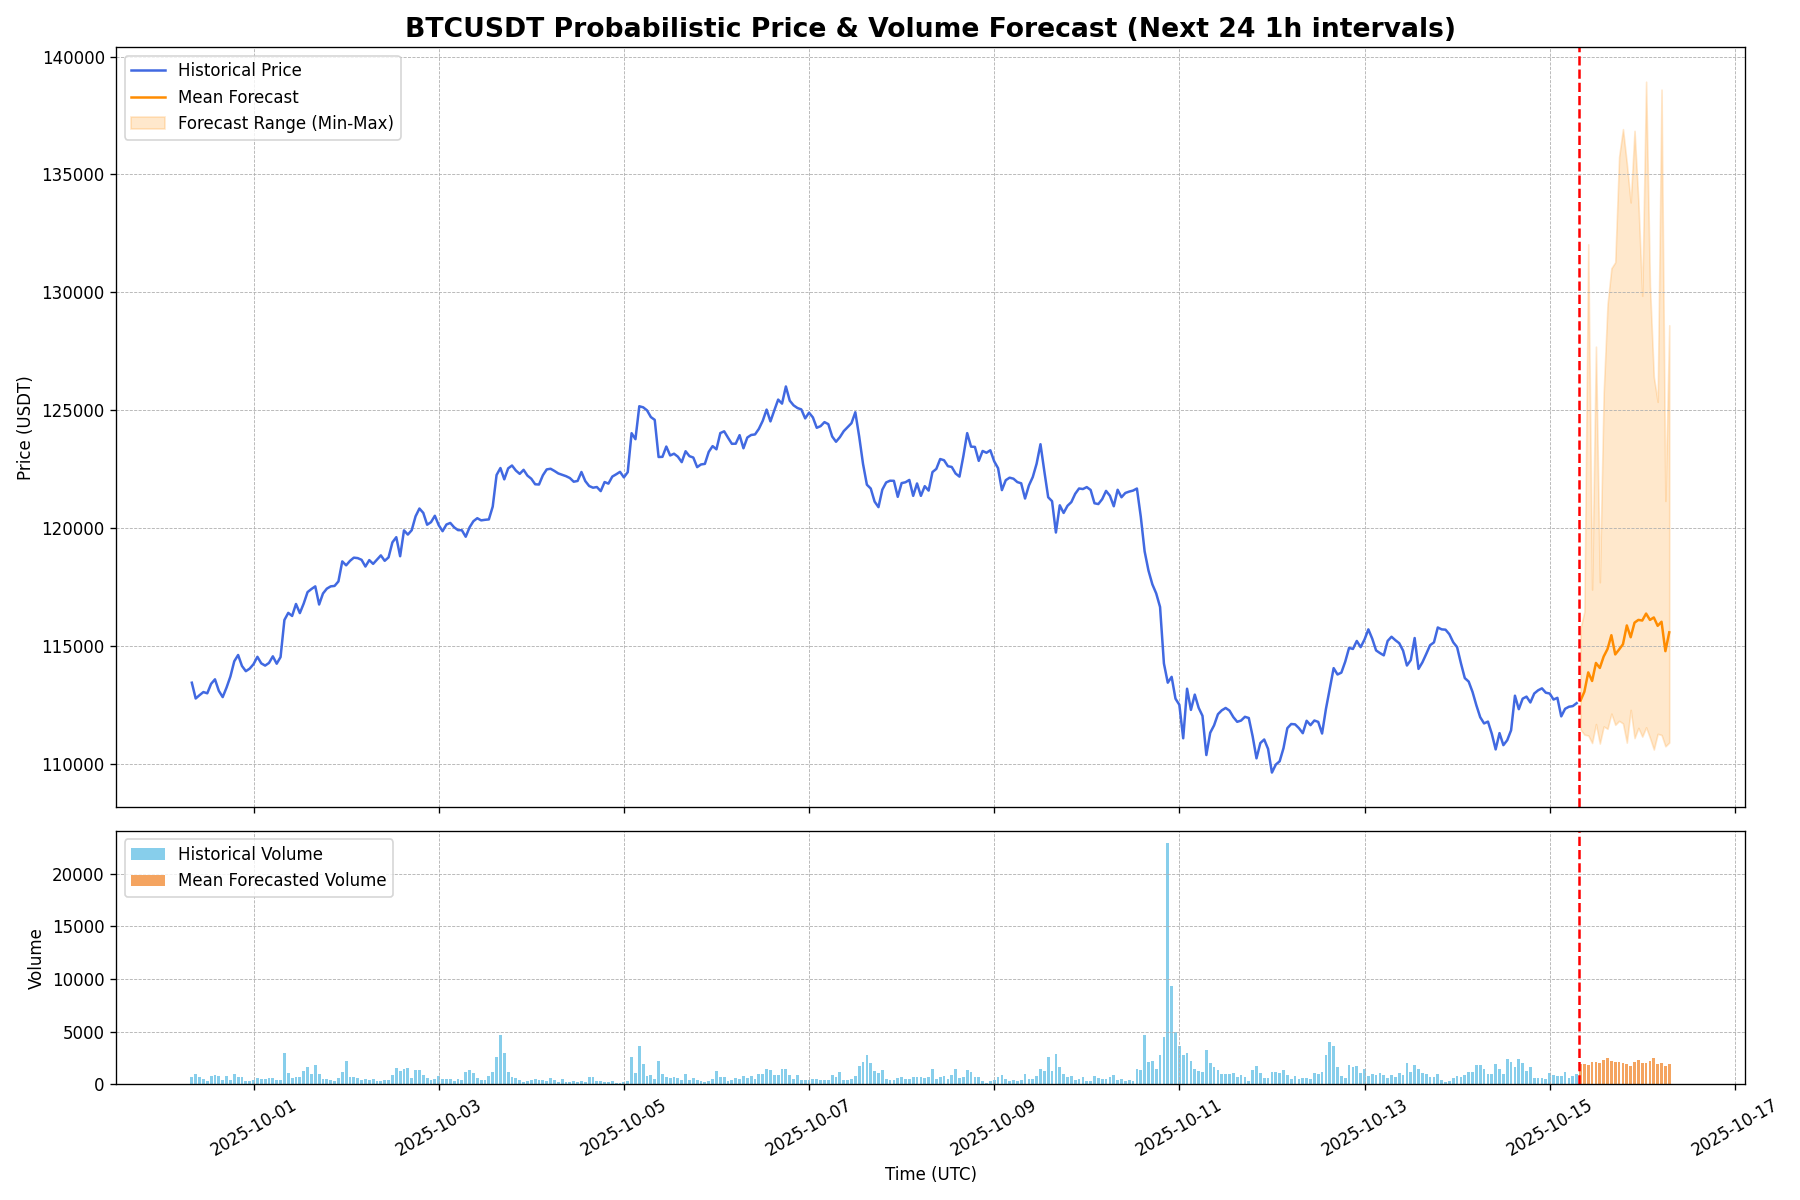 BTCUSDT Probabilistic Price & Volume Forecast (Next 24 1h intervals)
Historical Price
Mean Forecast
Forecast Range (Min-Max)
140000
135000
130000
125000
120000
115000
110000
Price (USDT)
Historical Volume
Mean Forecasted Volume
20000
15000
10000
5000
0
Volume
2025-10-01
2025-10-03
2025-10-05
2025-10-07
2025-10-09
2025-10-11
2025-10-13
2025-10-15
2025-10-17
Time (UTC)